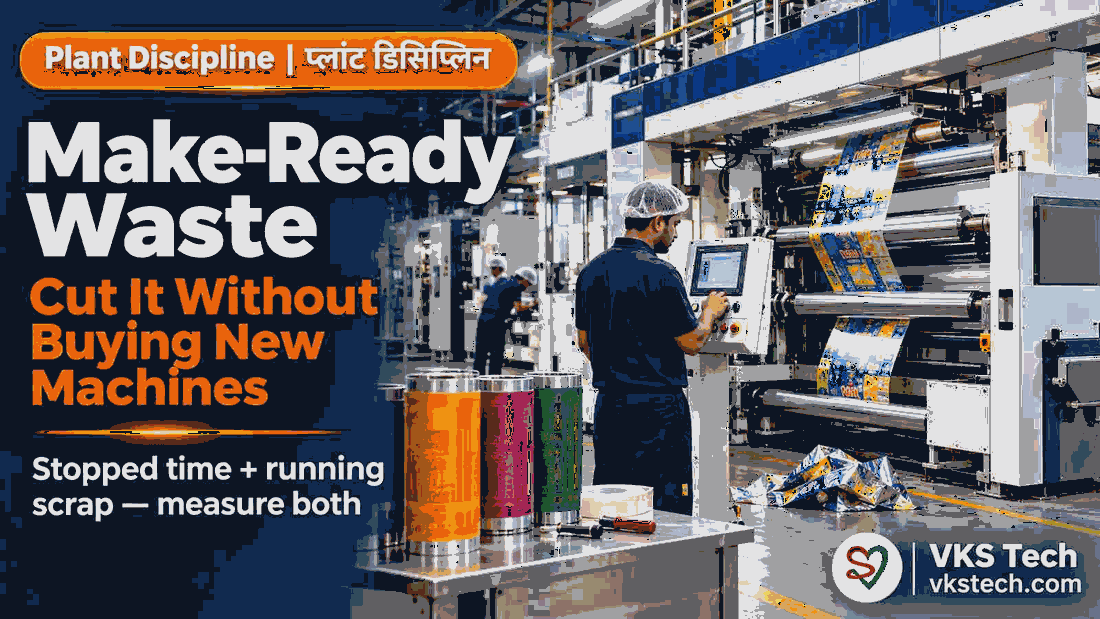 Plant Discipline | प्लांट डिसिप्लिन
Make-Ready
Waste
Cut It Without
Buying New
Machines
Stopped time + running
scrap — measure both
VKS Tech
vkstech.com